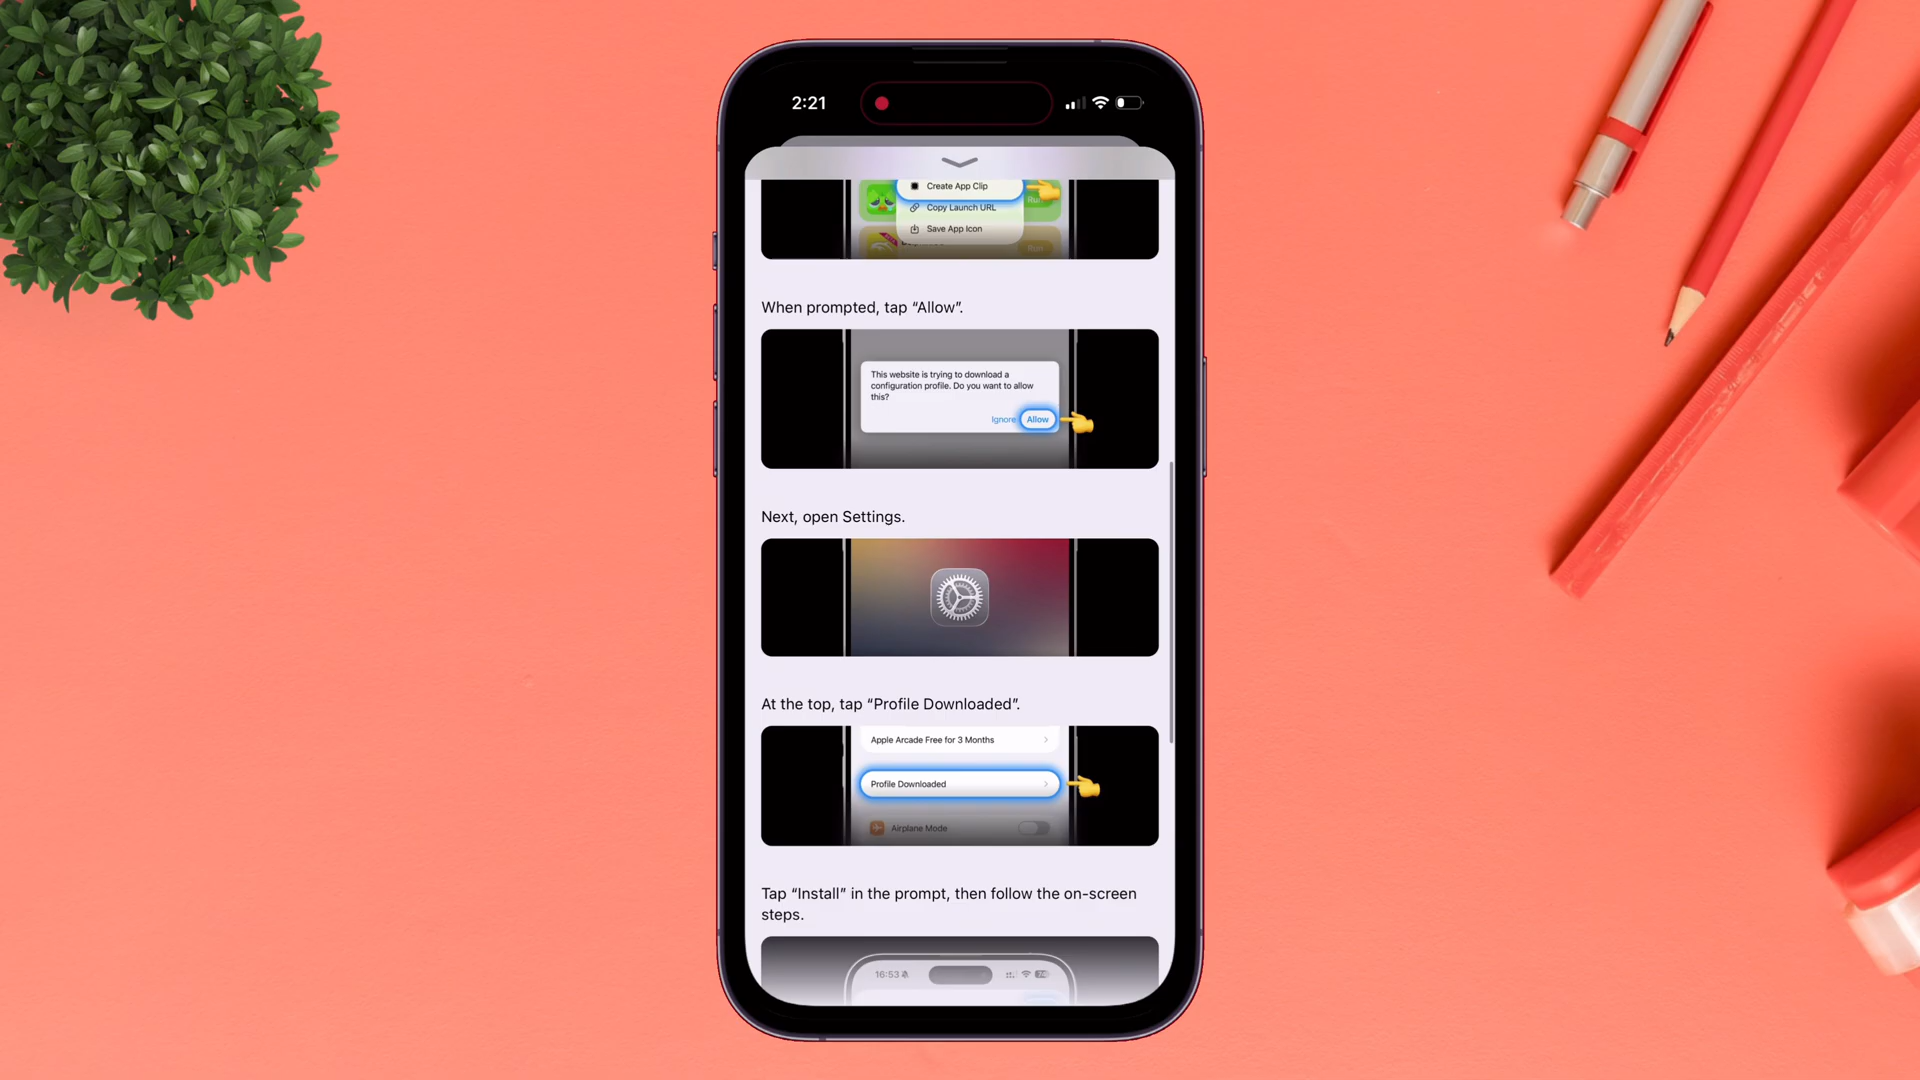 2:21
Create App Clip
Run
Copy Launch URL
Save App Icon
Run
When prompted, tap “Allow”.
This website is trying to download a
configuration profile. Do you want to allow
this?
Ignore Allow
Next, open Settings.
At the top, tap “Profile Downloaded”.
Apple Arcade Free for 3 Months
Profile Downloaded
Airplane Mode
Tap “Install” in the prompt, then follow the on-screen
steps.
16:53